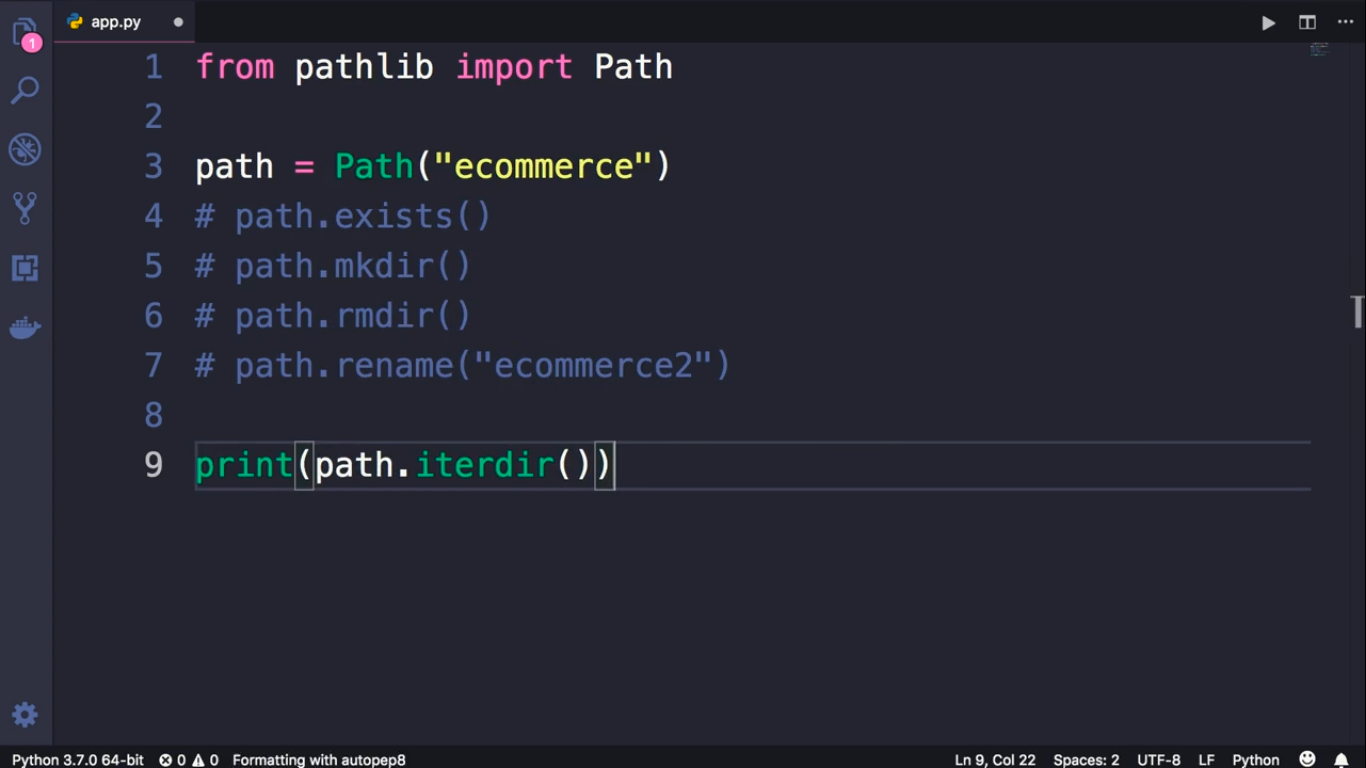 app.py
1
1 from pathlib import Path
2
3 path = Path("ecommerce")
4 # path.exists()
5 # path.mkdir()
6 # path.rmdir()
7 # path.rename("ecommerce2")
8
9 print(path.iterdir())
Python 3.7.0 64-bit 0 0 Formatting with autopep8 Ln 9, Col 22 Spaces: 2 UTF-8 LF Python